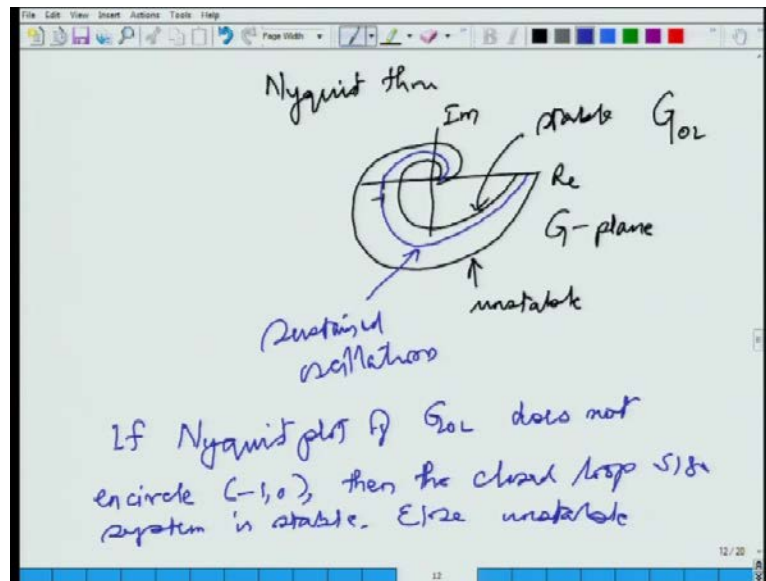 File Edit View Insert Actions Tools Help
Page Width
Nyquist thm
Im
stable GOL
Re
G-plane
unstable
sustained
oscillations
If Nyquist plot of GOL does not
encircle (-1,0), then the closed loop
system is stable. Else unstable
12/20
12